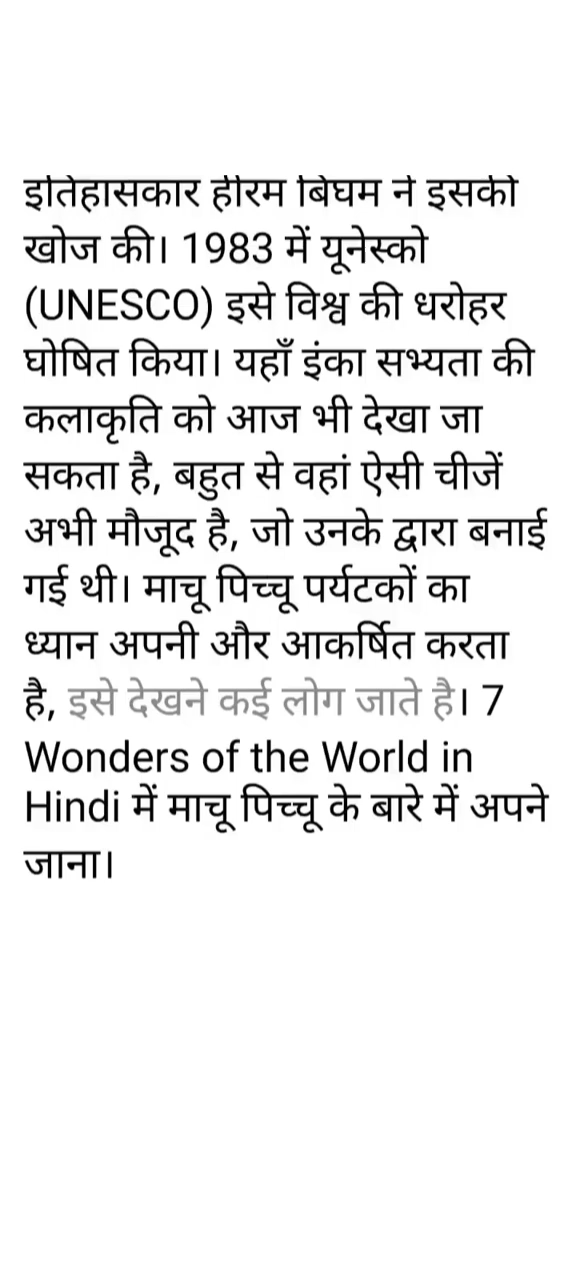 इतिहासकार हीरम बिंघम ने इसकी
खोज की। 1983 में यूनेस्को
(UNESCO) इसे विश्व की धरोहर
घोषित किया। यहाँ इंका सभ्यता की
कलाकृति को आज भी देखा जा
सकता है, बहुत से वहां ऐसी चीजें
अभी मौजूद है, जो उनके द्वारा बनाई
गई थी। माचू पिच्चू पर्यटकों का
ध्यान अपनी और आकर्षित करता
है, इसे देखने कई लोग जाते है। 7
Wonders of the World in
Hindi में माचू पिच्चू के बारे में अपने
जाना।